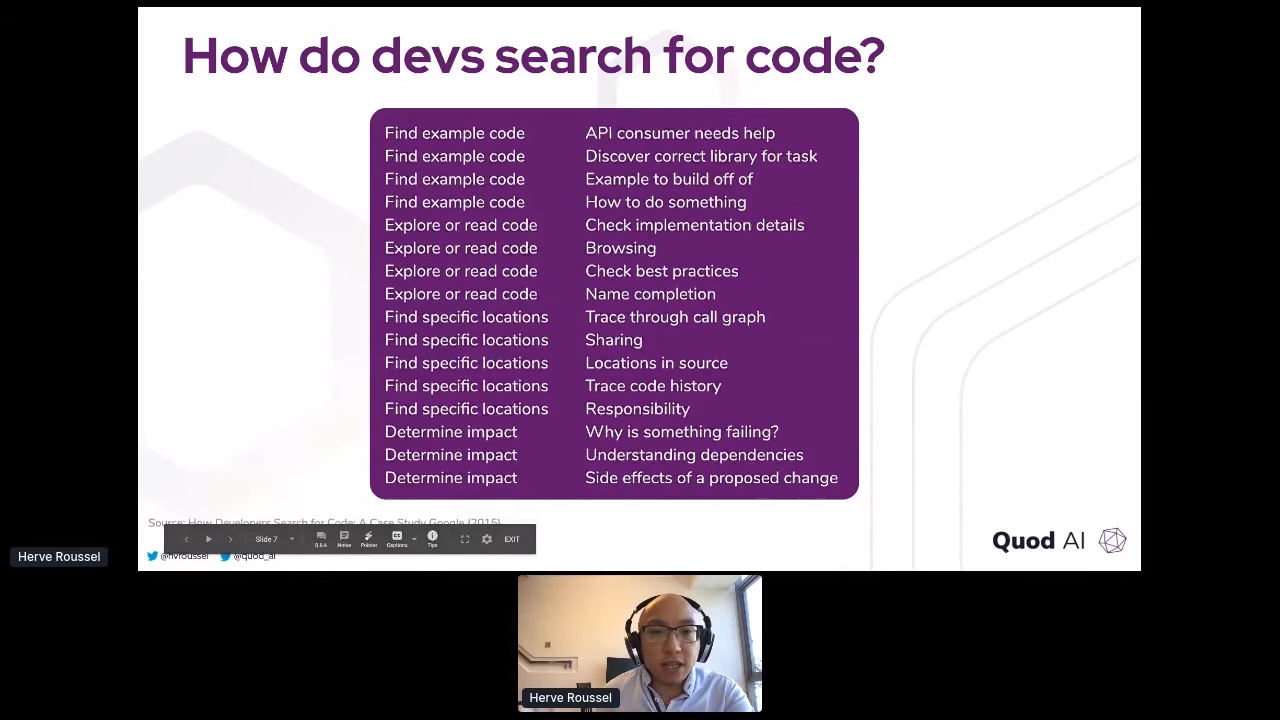 How do devs search for code?
Find example code API consumer needs help
Find example code Discover correct library for task
Find example code Example to build off of
Find example code How to do something
Explore or read code Check implementation details
Explore or read code Browsing
Explore or read code Check best practices
Explore or read code Name completion
Find specific locations Trace through call graph
Find specific locations Sharing
Find specific locations Locations in source
Find specific locations Trace code history
Find specific locations Responsibility
Determine impact Why is something failing?
Determine impact Understanding dependencies
Determine impact Side effects of a proposed change
Source: How Developers Search for Code: A Case Study Google (2015)
Slide 7 Q&A Notes Pointer Captions Tips EXIT
@hvroussel @quod_ai
Quod AI
Herve Roussel
Herve Roussel